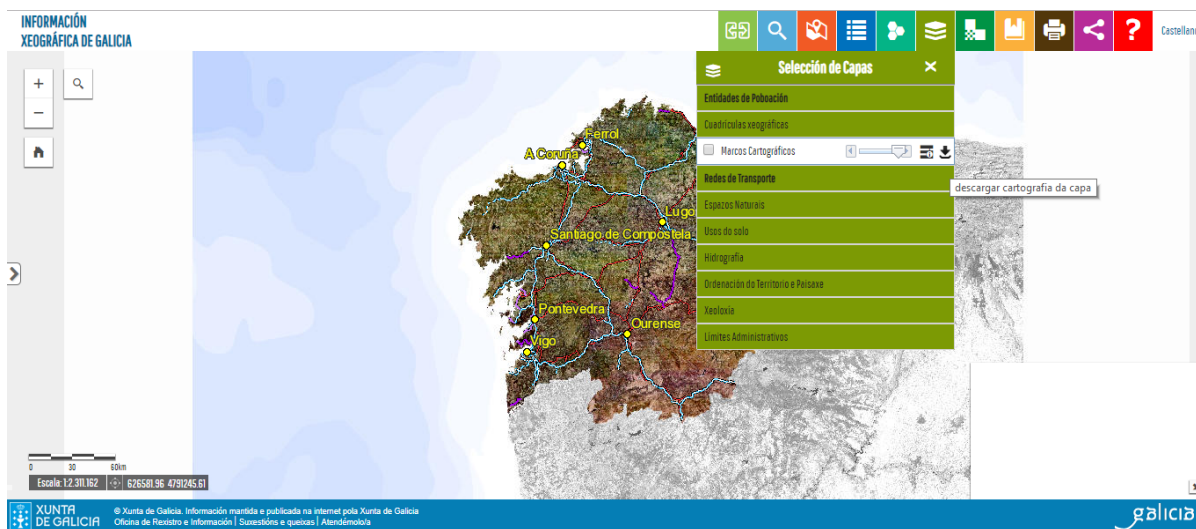 INFORMACIÓN
XEOGRÁFICA DE GALICIA
?
Castellano
Selección de Capas
Entidades de Poboación
Cuadrículas xeográficas
Marcos Cartográficos
descargar cartografia da capa
Redes de Transporte
Espazos Naturais
Usos do solo
Hidrografía
Ordenación do Territorio e Paisaxe
Xeoloxía
Límites Administrativos
Ferrol
A Coruña
Lugo
Santiago de Compostela
Pontevedra
Ourense
Vigo
0 30 60km
Escala: 1:2.311.162 626581.96 4791245.61
XUNTA
DE GALICIA
© Xunta de Galicia. Información mantida e publicada na internet pola Xunta de Galicia
Oficina de Rexistro e Información | Suxestións e queixas | Atendémolo/a
galicia